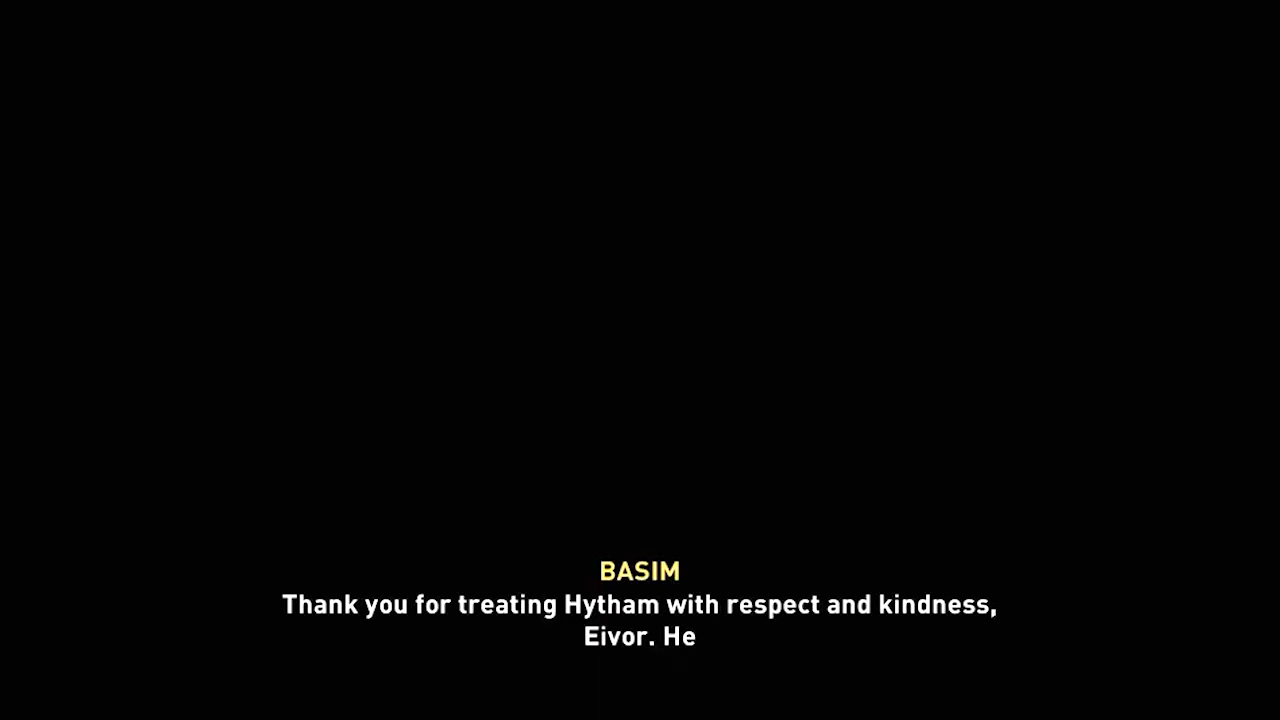 BASIM
Thank you for treating Hytham with respect and kindness,
Eivor. He